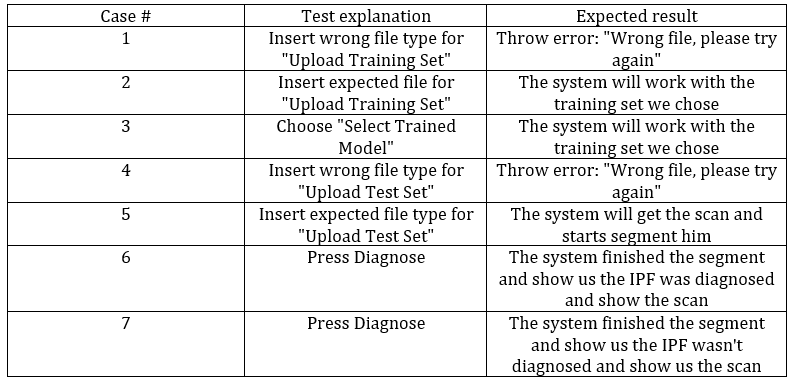 Case # Test explanation Expected result
1 Insert wrong file type for Throw error: "Wrong file, please try
"Upload Training Set" again"
2 Insert expected file for The system will work with the
"Upload Training Set" training set we chose
3 Choose "Select Trained The system will work with the
Model" training set we chose
4 Insert wrong file type for Throw error: "Wrong file, please try
"Upload Test Set" again"
5 Insert expected file type for The system will get the scan and
"Upload Test Set" starts segment him
6 Press Diagnose The system finished the segment
and show us the IPF was diagnosed
and show the scan
7 Press Diagnose The system finished the segment
and show us the IPF wasn't
diagnosed and show us the scan